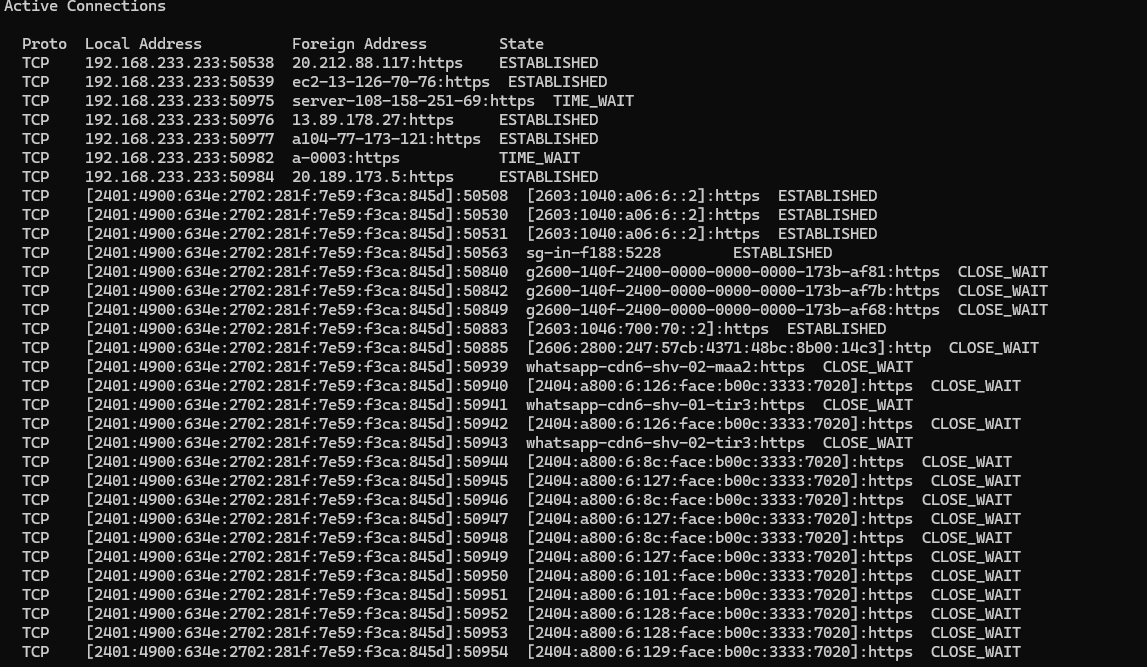 Active Connections
Proto  Local Address          Foreign Address        State
TCP    192.168.233.233:50538  20.212.88.117:https    ESTABLISHED
TCP    192.168.233.233:50539  ec2-13-126-70-76:https  ESTABLISHED
TCP    192.168.233.233:50975  server-108-158-251-69:https  TIME_WAIT
TCP    192.168.233.233:50976  13.89.178.27:https     ESTABLISHED
TCP    192.168.233.233:50977  a104-77-173-121:https  ESTABLISHED
TCP    192.168.233.233:50982  a-0003:https           TIME_WAIT
TCP    192.168.233.233:50984  20.189.173.5:https     ESTABLISHED
TCP    [2401:4900:634e:2702:281f:7e59:f3ca:845d]:50508  [2603:1040:a06:6::2]:https  ESTABLISHED
TCP    [2401:4900:634e:2702:281f:7e59:f3ca:845d]:50530  [2603:1040:a06:6::2]:https  ESTABLISHED
TCP    [2401:4900:634e:2702:281f:7e59:f3ca:845d]:50531  [2603:1040:a06:6::2]:https  ESTABLISHED
TCP    [2401:4900:634e:2702:281f:7e59:f3ca:845d]:50563  sg-in-f188:5228        ESTABLISHED
TCP    [2401:4900:634e:2702:281f:7e59:f3ca:845d]:50840  g2600-140f-2400-0000-0000-0000-173b-af81:https  CLOSE_WAIT
TCP    [2401:4900:634e:2702:281f:7e59:f3ca:845d]:50842  g2600-140f-2400-0000-0000-0000-173b-af7b:https  CLOSE_WAIT
TCP    [2401:4900:634e:2702:281f:7e59:f3ca:845d]:50849  g2600-140f-2400-0000-0000-0000-173b-af68:https  CLOSE_WAIT
TCP    [2401:4900:634e:2702:281f:7e59:f3ca:845d]:50883  [2603:1046:700:70::2]:https  ESTABLISHED
TCP    [2401:4900:634e:2702:281f:7e59:f3ca:845d]:50885  [2606:2800:247:57cb:4371:48bc:8b00:14c3]:http  CLOSE_WAIT
TCP    [2401:4900:634e:2702:281f:7e59:f3ca:845d]:50939  whatsapp-cdn6-shv-02-maa2:https  CLOSE_WAIT
TCP    [2401:4900:634e:2702:281f:7e59:f3ca:845d]:50940  [2404:a800:6:126:face:b00c:3333:7020]:https  CLOSE_WAIT
TCP    [2401:4900:634e:2702:281f:7e59:f3ca:845d]:50941  whatsapp-cdn6-shv-01-tir3:https  CLOSE_WAIT
TCP    [2401:4900:634e:2702:281f:7e59:f3ca:845d]:50942  [2404:a800:6:126:face:b00c:3333:7020]:https  CLOSE_WAIT
TCP    [2401:4900:634e:2702:281f:7e59:f3ca:845d]:50943  whatsapp-cdn6-shv-02-tir3:https  CLOSE_WAIT
TCP    [2401:4900:634e:2702:281f:7e59:f3ca:845d]:50944  [2404:a800:6:8c:face:b00c:3333:7020]:https  CLOSE_WAIT
TCP    [2401:4900:634e:2702:281f:7e59:f3ca:845d]:50945  [2404:a800:6:127:face:b00c:3333:7020]:https  CLOSE_WAIT
TCP    [2401:4900:634e:2702:281f:7e59:f3ca:845d]:50946  [2404:a800:6:8c:face:b00c:3333:7020]:https  CLOSE_WAIT
TCP    [2401:4900:634e:2702:281f:7e59:f3ca:845d]:50947  [2404:a800:6:127:face:b00c:3333:7020]:https  CLOSE_WAIT
TCP    [2401:4900:634e:2702:281f:7e59:f3ca:845d]:50948  [2404:a800:6:8c:face:b00c:3333:7020]:https  CLOSE_WAIT
TCP    [2401:4900:634e:2702:281f:7e59:f3ca:845d]:50949  [2404:a800:6:127:face:b00c:3333:7020]:https  CLOSE_WAIT
TCP    [2401:4900:634e:2702:281f:7e59:f3ca:845d]:50950  [2404:a800:6:101:face:b00c:3333:7020]:https  CLOSE_WAIT
TCP    [2401:4900:634e:2702:281f:7e59:f3ca:845d]:50951  [2404:a800:6:101:face:b00c:3333:7020]:https  CLOSE_WAIT
TCP    [2401:4900:634e:2702:281f:7e59:f3ca:845d]:50952  [2404:a800:6:128:face:b00c:3333:7020]:https  CLOSE_WAIT
TCP    [2401:4900:634e:2702:281f:7e59:f3ca:845d]:50953  [2404:a800:6:128:face:b00c:3333:7020]:https  CLOSE_WAIT
TCP    [2401:4900:634e:2702:281f:7e59:f3ca:845d]:50954  [2404:a800:6:129:face:b00c:3333:7020]:https  CLOSE_WAIT